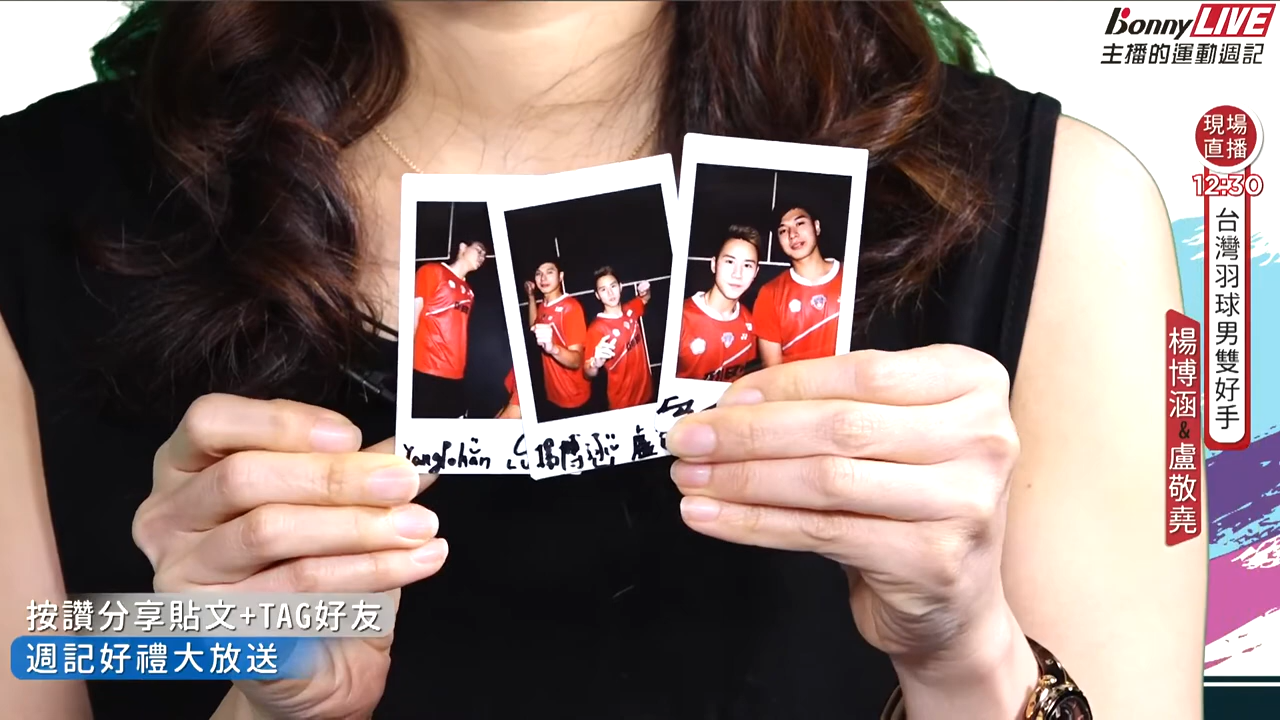 Bonny LIVE
主播的運動週記
現場
直播
12:30
台灣羽球男雙好手
楊博涵&盧敬堯
YangPohan
楊博涵
盧
按讚分享貼文+TAG好友
週記好禮大放送